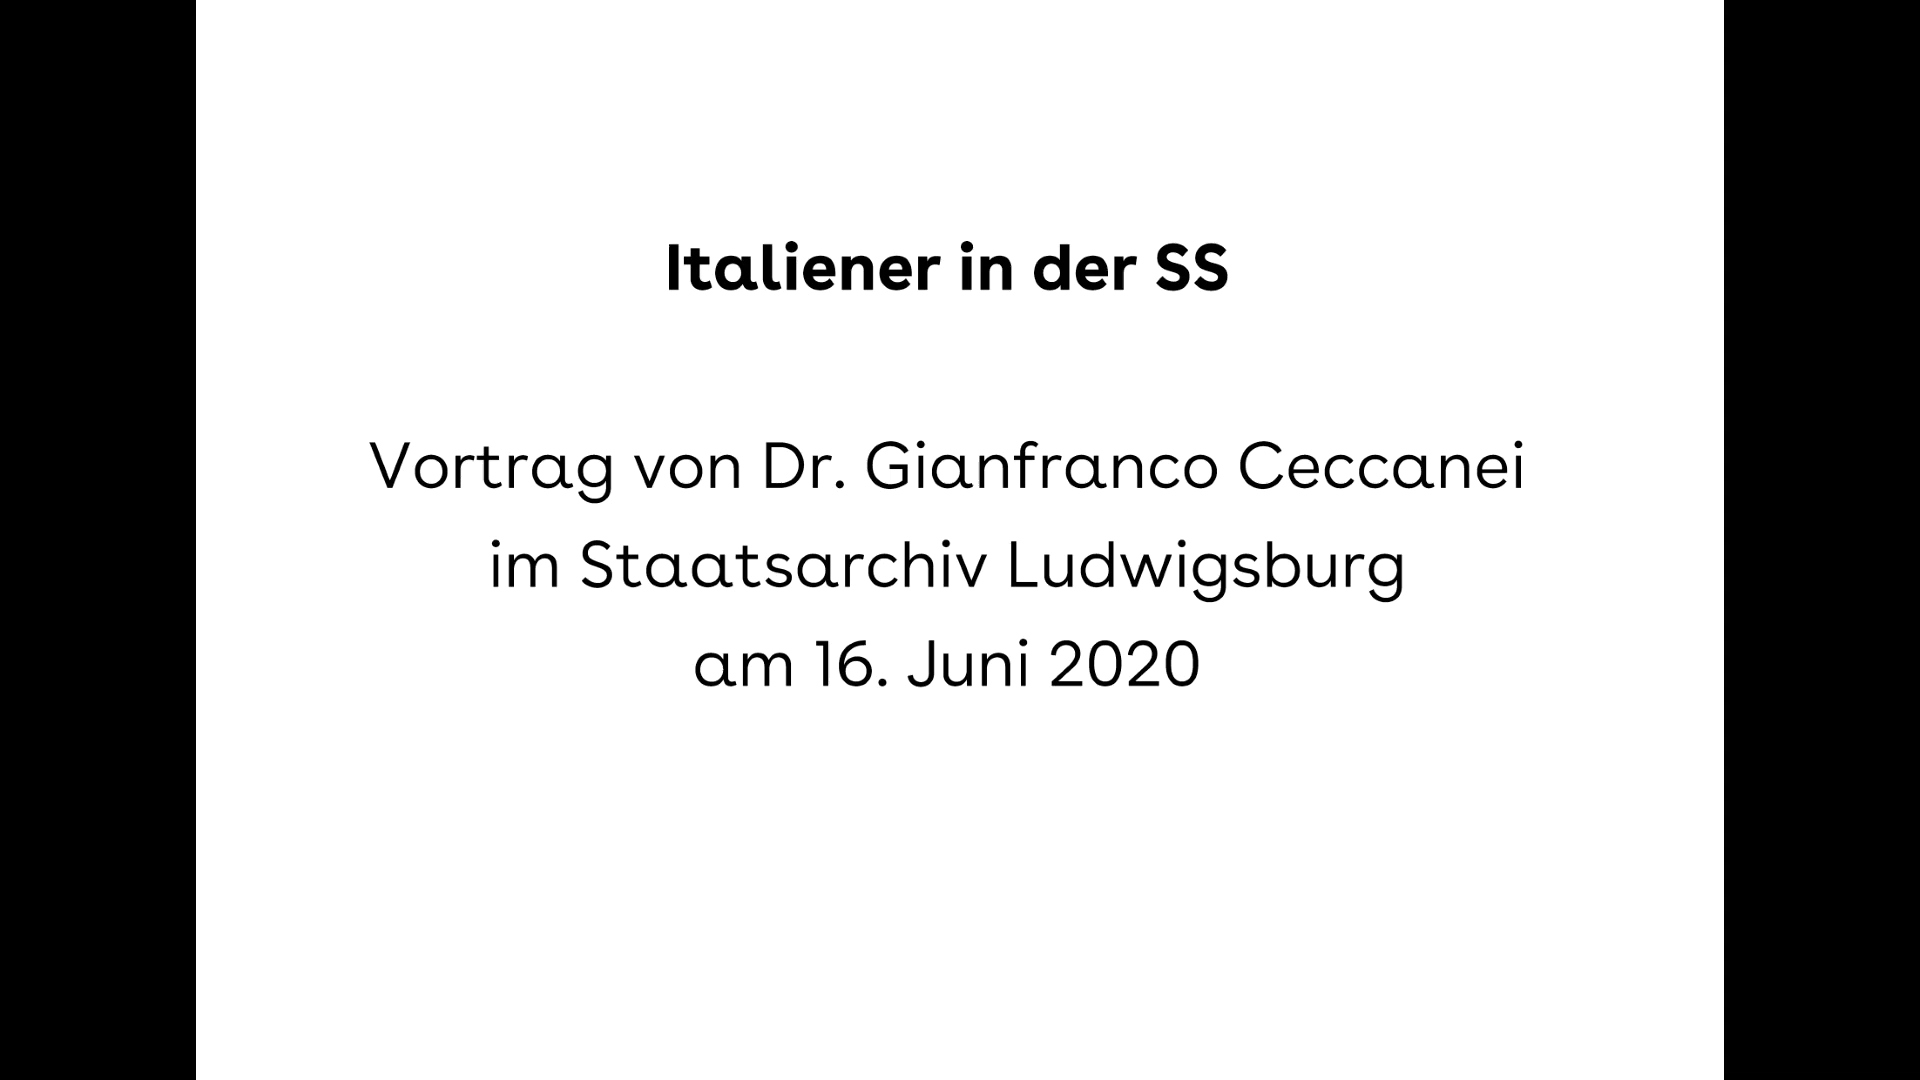 Italiener in der SS
Vortrag von Dr. Gianfranco Ceccanei
im Staatsarchiv Ludwigsburg
am 16. Juni 2020